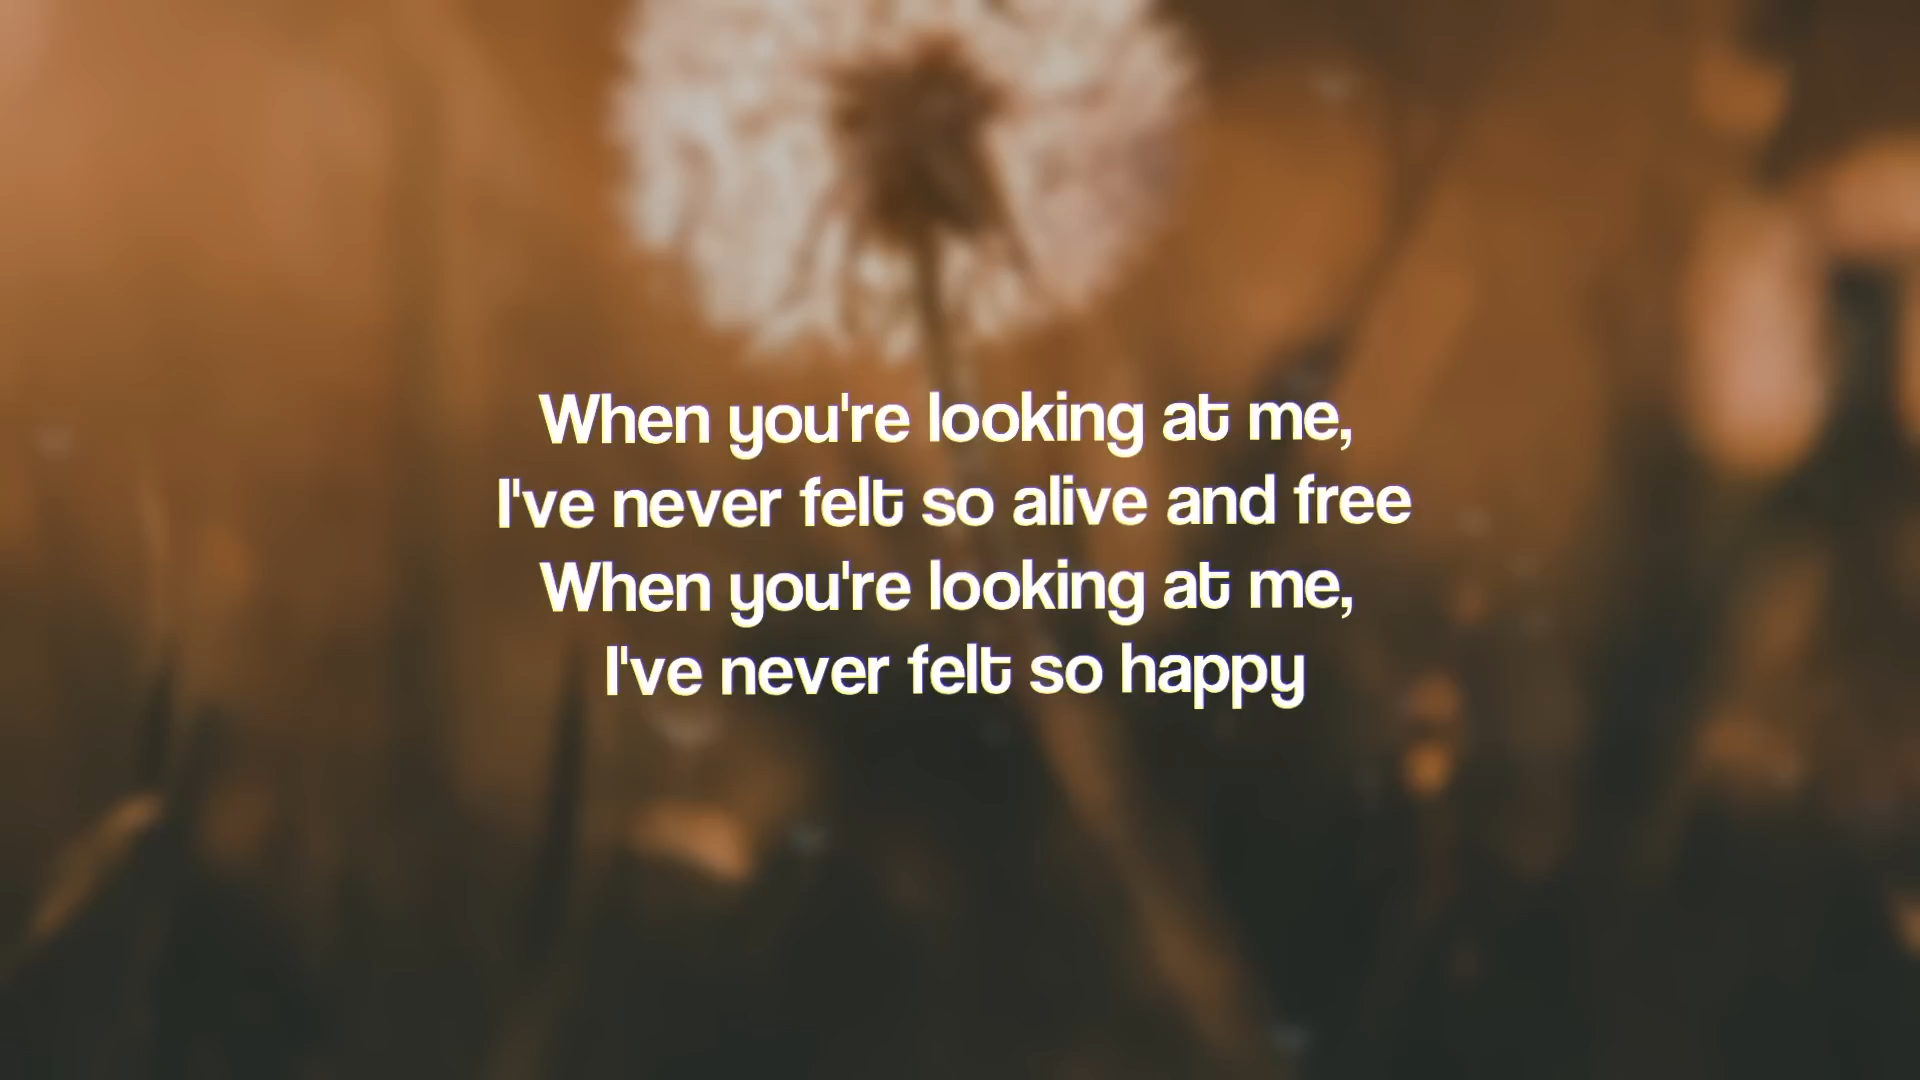 When you're looking at me,
I've never felt so alive and free
When you're looking at me,
I've never felt so happy